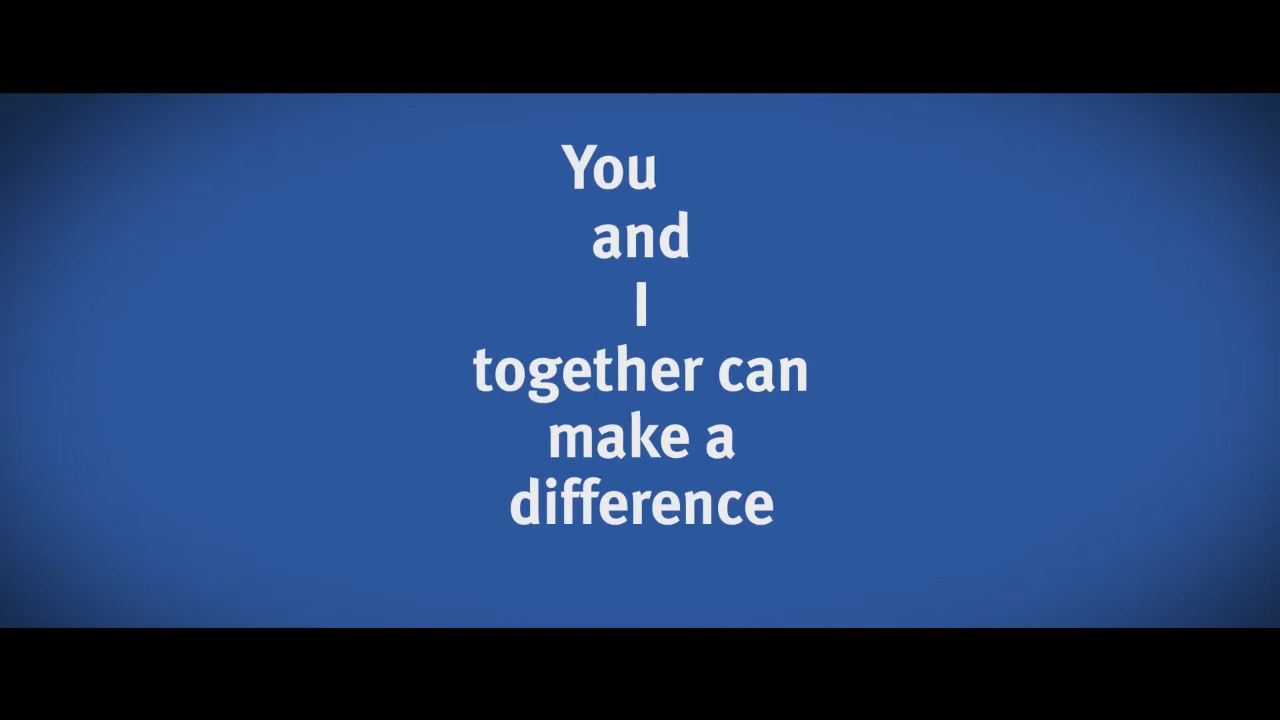 You
and
I
together can
make a
difference